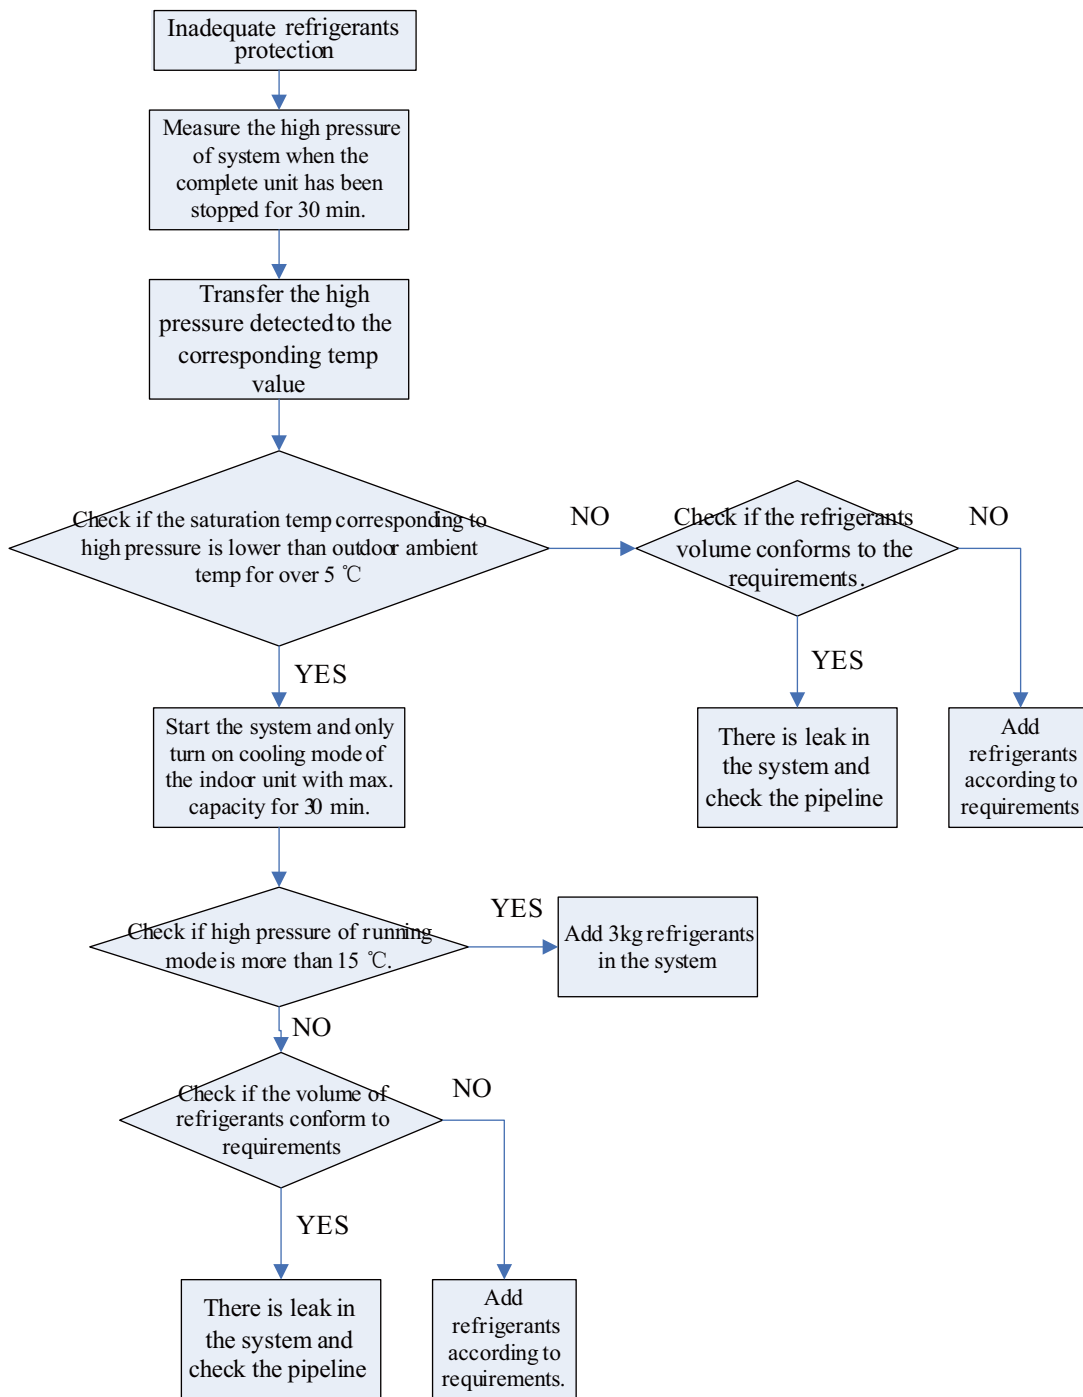 Inadequate refrigerants
protection
Measure the high pressure
of system when the
complete unit has been
stopped for 30 min.
Transfer the high
pressure detected to the
corresponding temp
value
Check if the saturation temp corresponding to
high pressure is lower than outdoor ambient
temp for over 5 ℃
NO
Check if the refrigerants
volume conforms to the
requirements.
NO
YES
YES
Start the system and only
turn on cooling mode of
the indoor unit with max.
capacity for 30 min.
There is leak in
the system and
check the pipeline
Add
refrigerants
according to
requirements
Check if high pressure of running
mode is more than 15 ℃.
YES
Add 3kg refrigerants
in the system
NO
Check if the volume of
refrigerants conform to
requirements
NO
YES
There is leak in
the system and
check the pipeline
Add
refrigerants
according to
requirements.